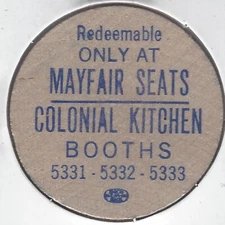 Redeemable
ONLY AT
MAYFAIR SEATS
COLONIAL KITCHEN
BOOTHS
5331 - 5332 - 5333